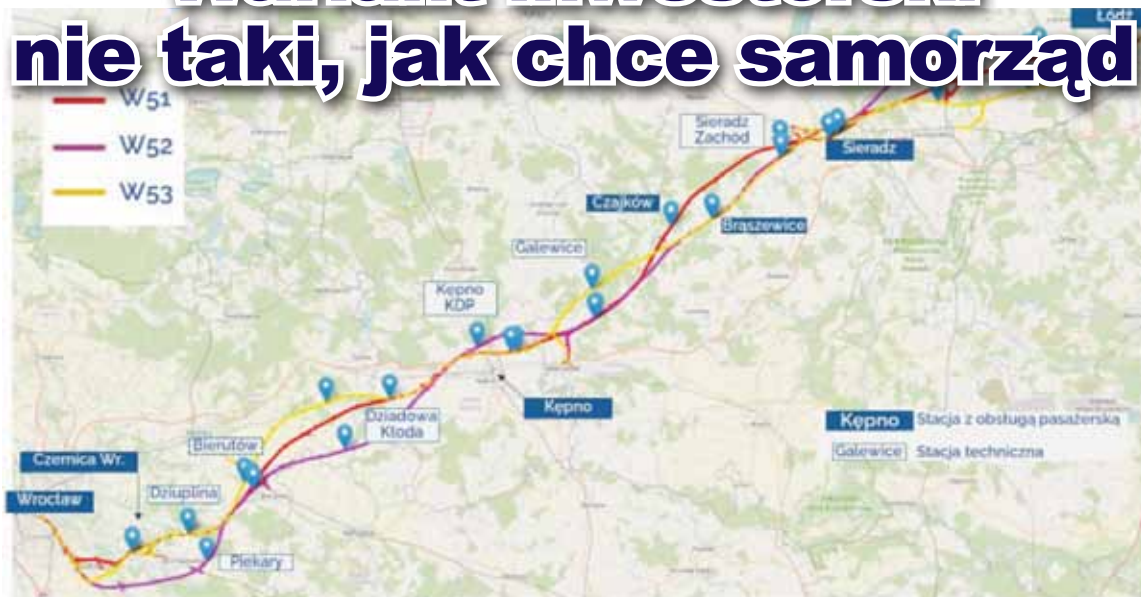 nie taki, jak chce samorząd
Łódź
W51
W52
W53
Sieradz
Zachód
Sieradz
Czajków
Brąszewice
Galewice
Kępno
KDP
Kępno
Dziadowa
Kłoda
Bierutów
Czernica Wr.
Dziuplina
Wrocław
Piekary
Kępno Stacja z obsługą pasażerską
Galewice Stacja techniczna